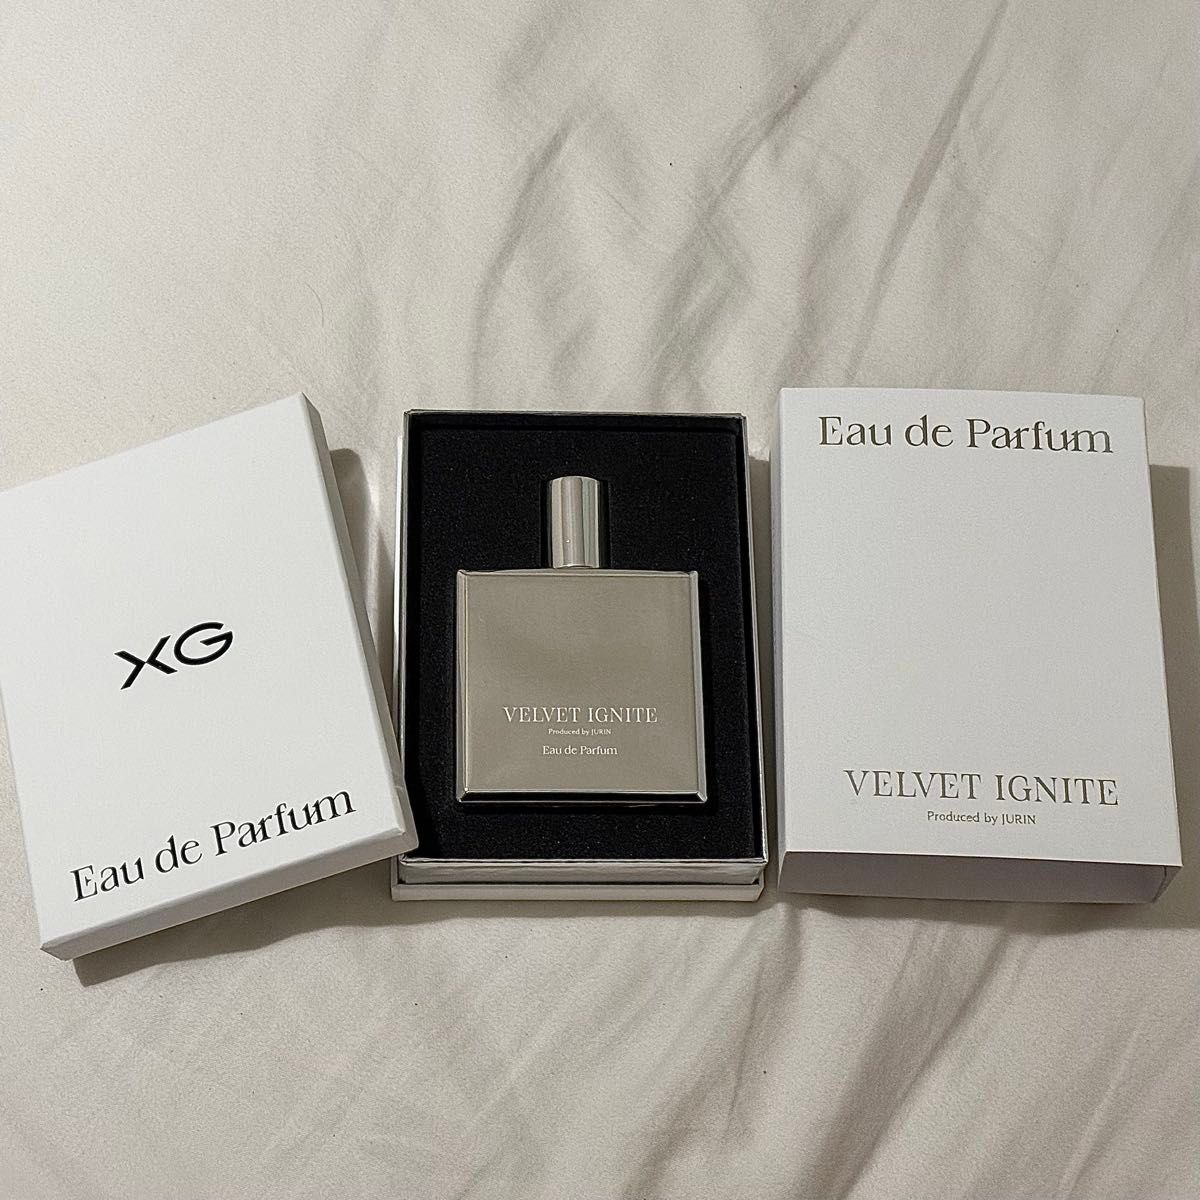 XG
Eau de Parfum
VELVET IGNITE
Produced by JURIN
Eau de Parfum
Eau de Parfum
VELVET IGNITE
Produced by JURIN